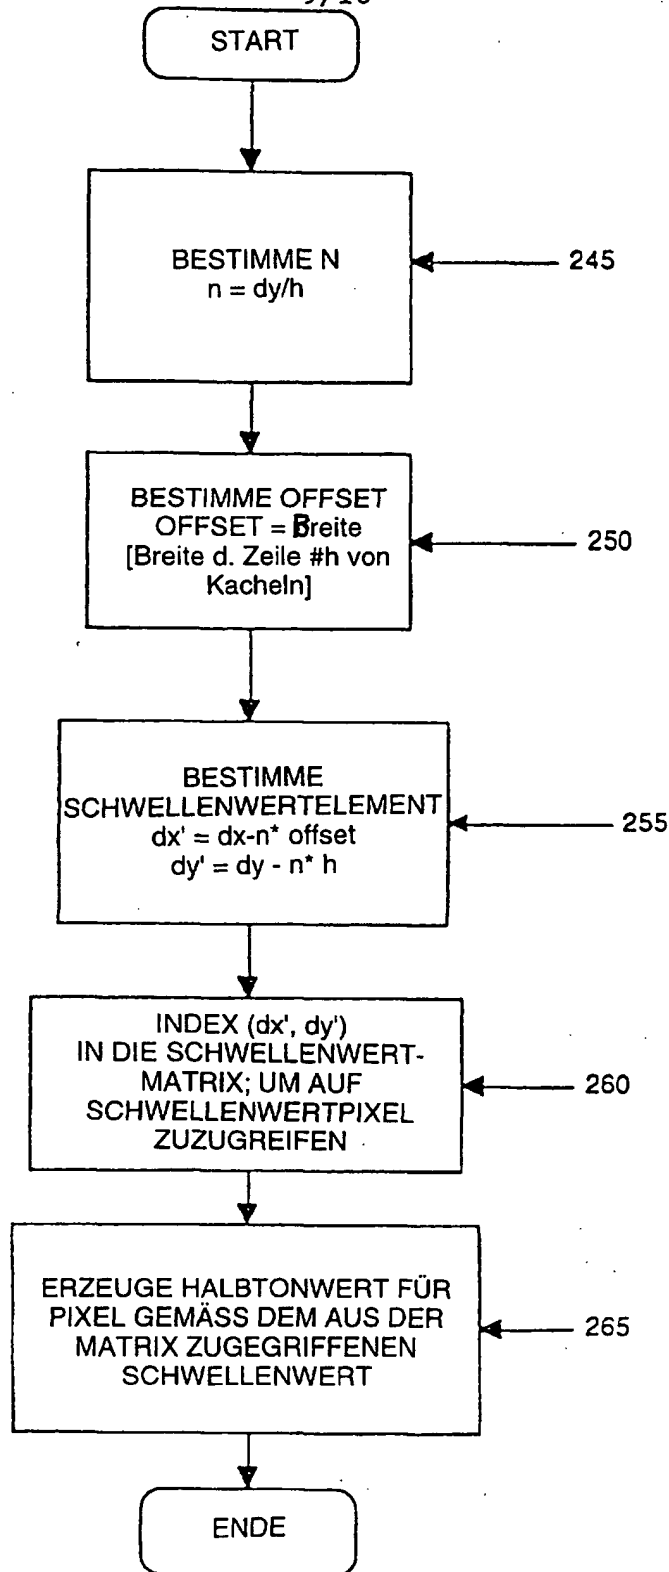 START
BESTIMME N
n = dy/h
245
BESTIMME OFFSET
OFFSET = Breite
[Breite d. Zeile #h von
Kacheln]
250
BESTIMME
SCHWELLENWERTELEMENT
dx' = dx-n* offset
dy' = dy - n* h
255
INDEX (dx', dy')
IN DIE SCHWELLENWERT-
MATRIX; UM AUF
SCHWELLENWERTPIXEL
ZUZUGREIFEN
260
ERZEUGE HALBTONWERT FÜR
PIXEL GEMÄSS DEM AUS DER
MATRIX ZUGEGRIFFENEN
SCHWELLENWERT
265
ENDE